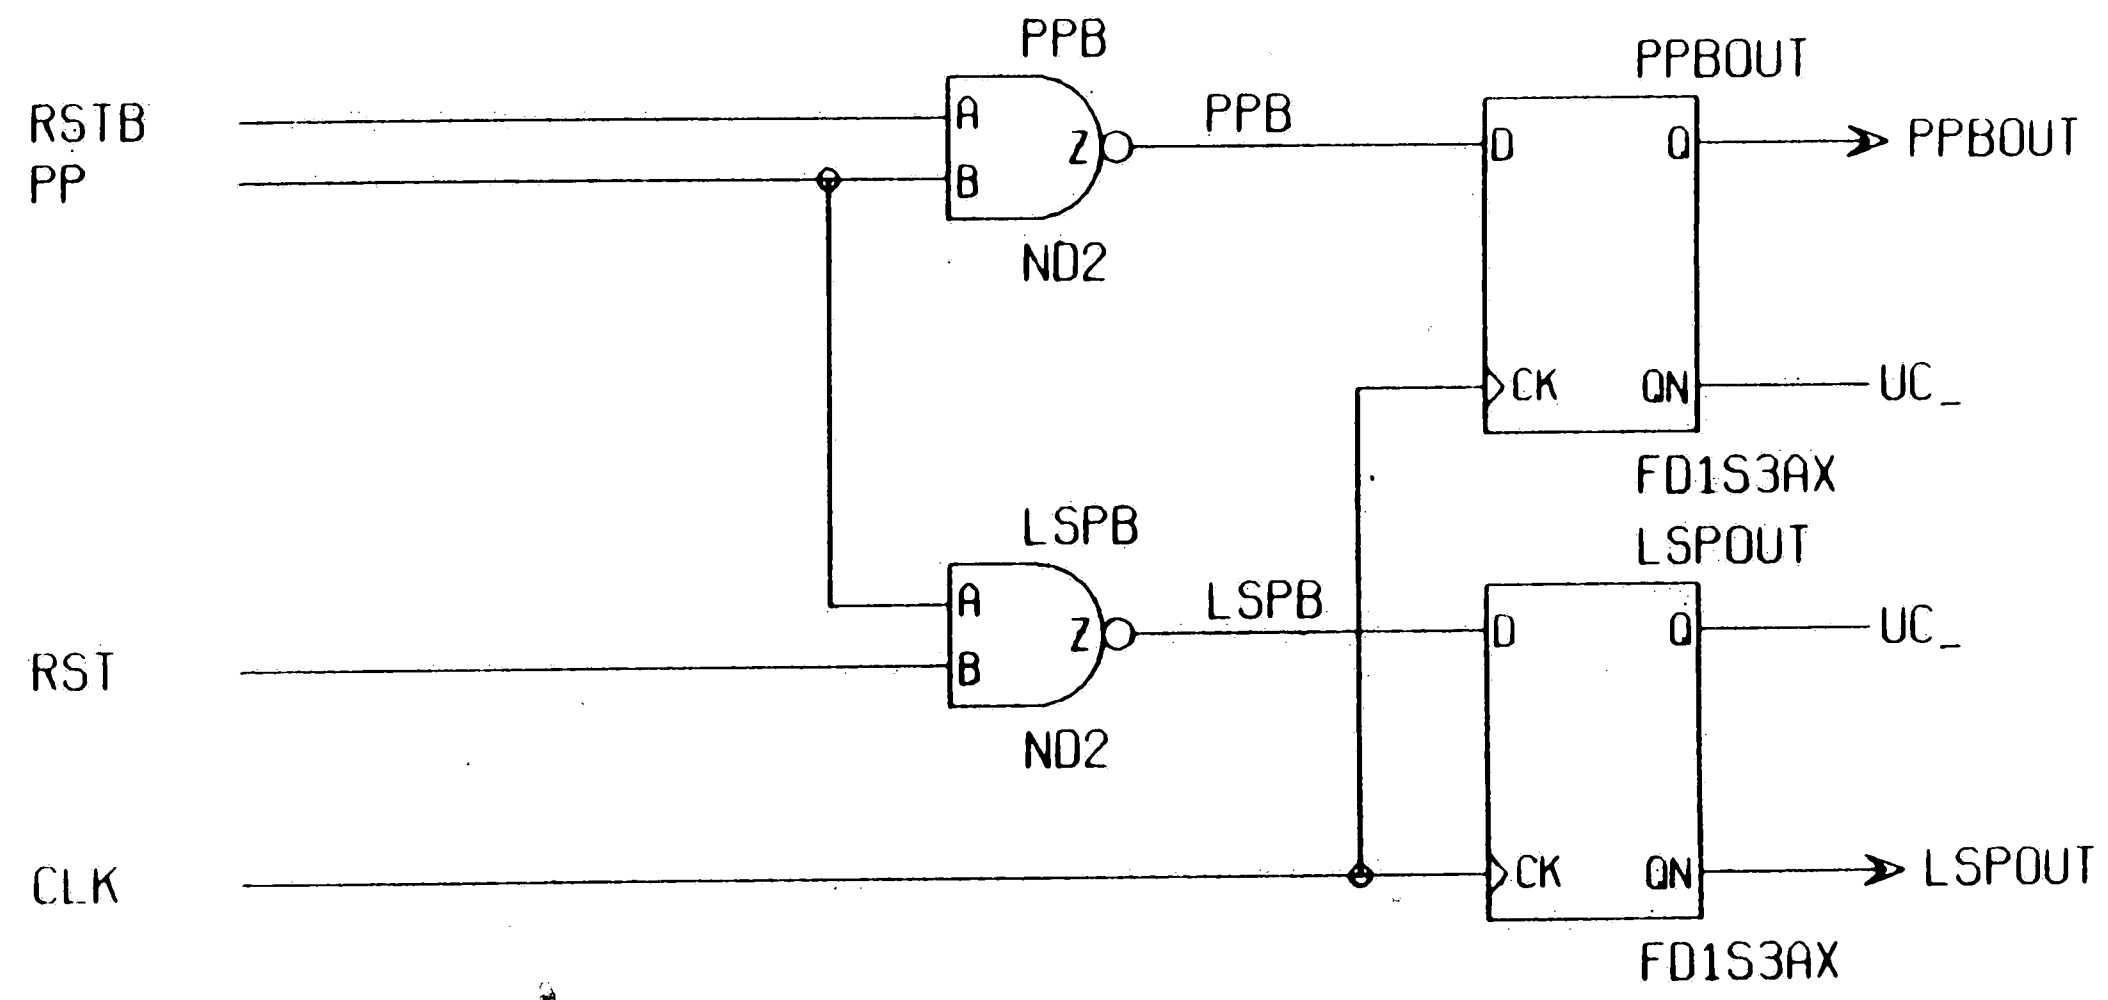 PPB
PPBOUT
RSTB
A
PPB
Z
D
Q
PPBOUT
PP
B
ND2
CK
QN
UC_
FD1S3AX
LSPB
LSPOUT
A
LSPB
Z
D
Q
UC_
RST
B
ND2
CLK
CK
QN
LSPOUT
FD1S3AX